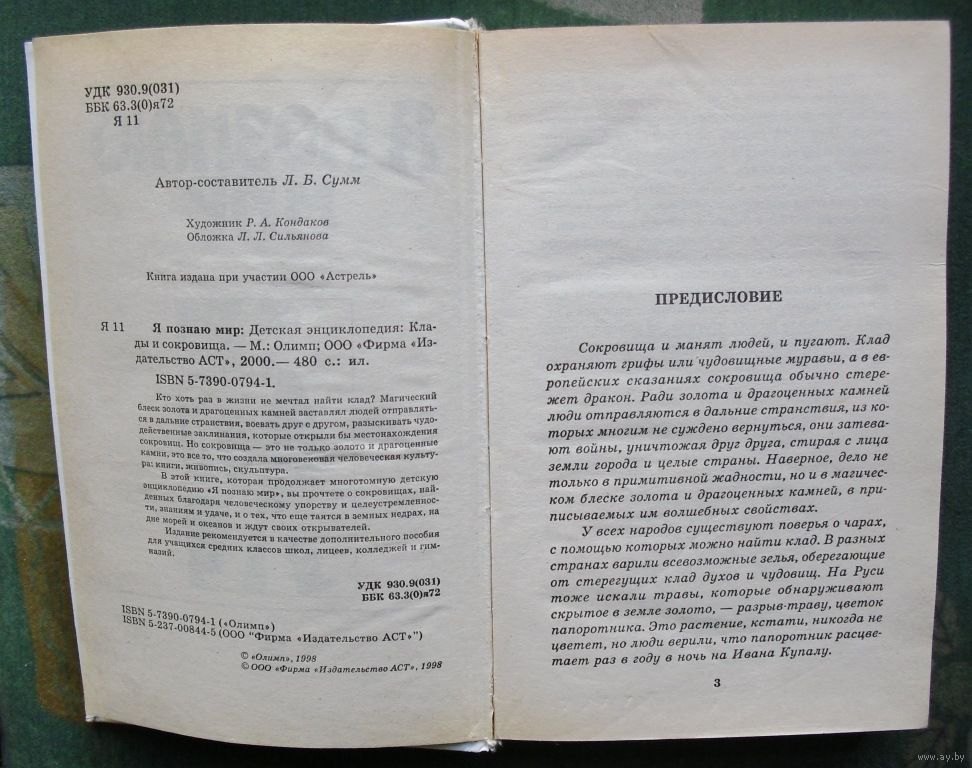 УДК 930.9(031)
ББК 63.3(0)я72
Я 11
Автор-составитель Л. Б. Сумм
Художник Р. А. Кондаков
Обложка Л. Л. Сильянова
Книга издана при участии ООО «Астрель»
Я 11 Я познаю мир: Детская энциклопедия: Кла-
ды и сокровища. — М.: Олимп; ООО «Фирма «Из-
дательство АСТ», 2000.— 480 с.: ил.
ISBN 5-7390-0794-1.
Кто хоть раз в жизни не мечтал найти клад? Магический
блеск золота и драгоценных камней заставлял людей отправлять-
ся в дальние странствия, воевать друг с другом, разыскивать чудо-
действенные заклинания, которые открыли бы местонахождения
сокровищ. Но сокровища — это не только золото и драгоценные
камни, это все то, что создала многовековая человеческая культу-
ра: книги, живопись, скульптура.
В этой книге, которая продолжает многотомную детскую
энциклопедию «Я познаю мир», вы прочтете о сокровищах, най-
денных благодаря человеческому упорству и целеустремленнос-
ти, знаниям и удаче, и о тех, что еще таятся в земных недрах, на
дне морей и океанов и ждут своих открывателей.
Издание рекомендуется в качестве дополнительного пособия
для учащихся средних классов школ, лицеев, колледжей и гим-
назий.
УДК 930.9(031)
ББК 63.3(0)я72
ISBN 5-7390-0794-1 («Олимп»)
ISBN 5-237-00844-5 (ООО "Фирма «Издательство АСТ»")
© «Олимп», 1998
© ООО «Фирма «Издательство АСТ», 1998
ПРЕДИСЛОВИЕ
Сокровища и манят людей, и пугают. Клад
охраняют грифы или чудовищные муравьи, а в ев-
ропейских сказаниях сокровища обычно стере-
жет дракон. Ради золота и драгоценных камней
люди отправляются в дальние странствия, из ко-
торых многим не суждено вернуться, они затева-
ют войны, уничтожая друг друга, стирая с лица
земли города и целые страны. Наверное, дело не
только в примитивной жадности, но и в магичес-
ком блеске золота и драгоценных камней, в при-
писываемых им волшебных свойствах.
У всех народов существуют поверья о чарах,
с помощью которых можно найти клад. В разных
странах варили всевозможные зелья, оберегающие
от стерегущих клад духов и чудовищ. На Руси
тоже искали травы, которые обнаруживают
скрытое в земле золото, — разрыв-траву, цветок
папоротника. Это растение, кстати, никогда не
цветет, но люди верили, что папоротник расцве-
тает раз в году в ночь на Ивана Купалу.
3
www.ay.by